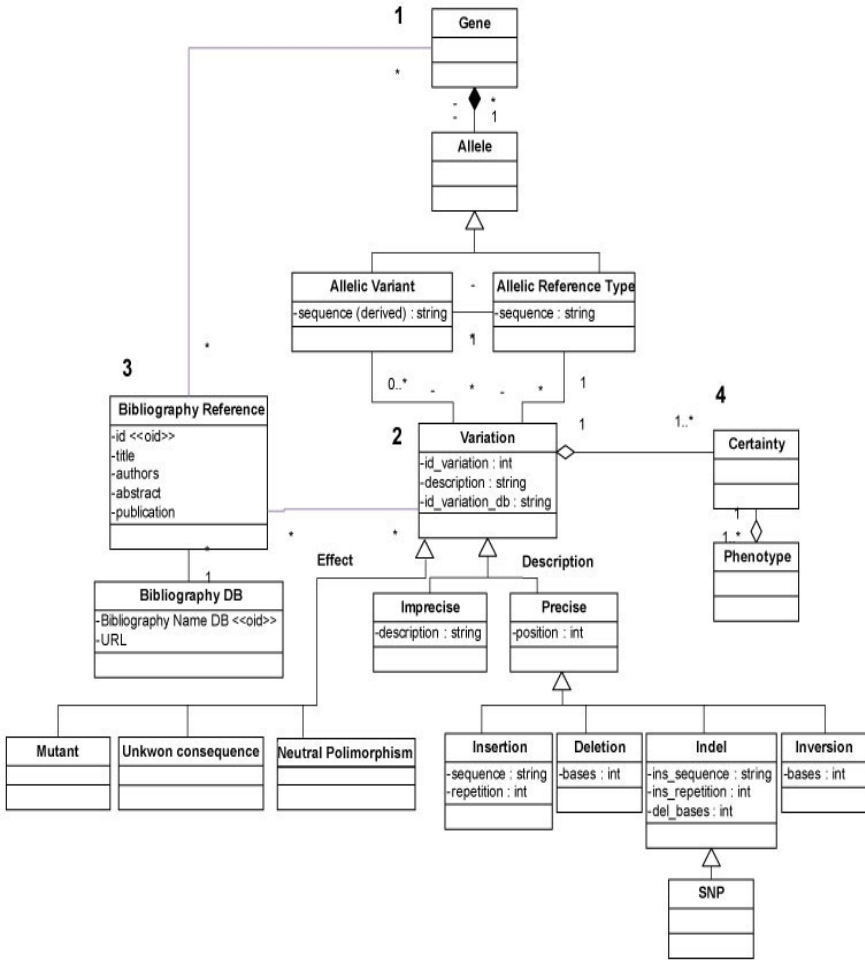 1
Gene
*
- *
- 1
Allele
Allelic Variant
-sequence (derived) : string
-
*
Allelic Reference Type
-sequence : string
0..*
-
*
-
*
1
3
*
Bibliography Reference
-id <<oid>>
-title
-authors
-abstract
-publication
2
Variation
-id_variation : int
-description : string
-id_variation_db : string
1
1..*
4
Certainty
1
1..*
Phenotype
*
*
*
1
Bibliography DB
-Bibliography Name DB <<oid>>
-URL
Effect
Description
Imprecise
-description : string
Precise
-position : int
Mutant
Unkwon consequence
Neutral Polimorphism
Insertion
-sequence : string
-repetition : int
Deletion
-bases : int
Indel
-ins_sequence : string
-ins_repetition : int
-del_bases : int
Inversion
-bases : int
SNP